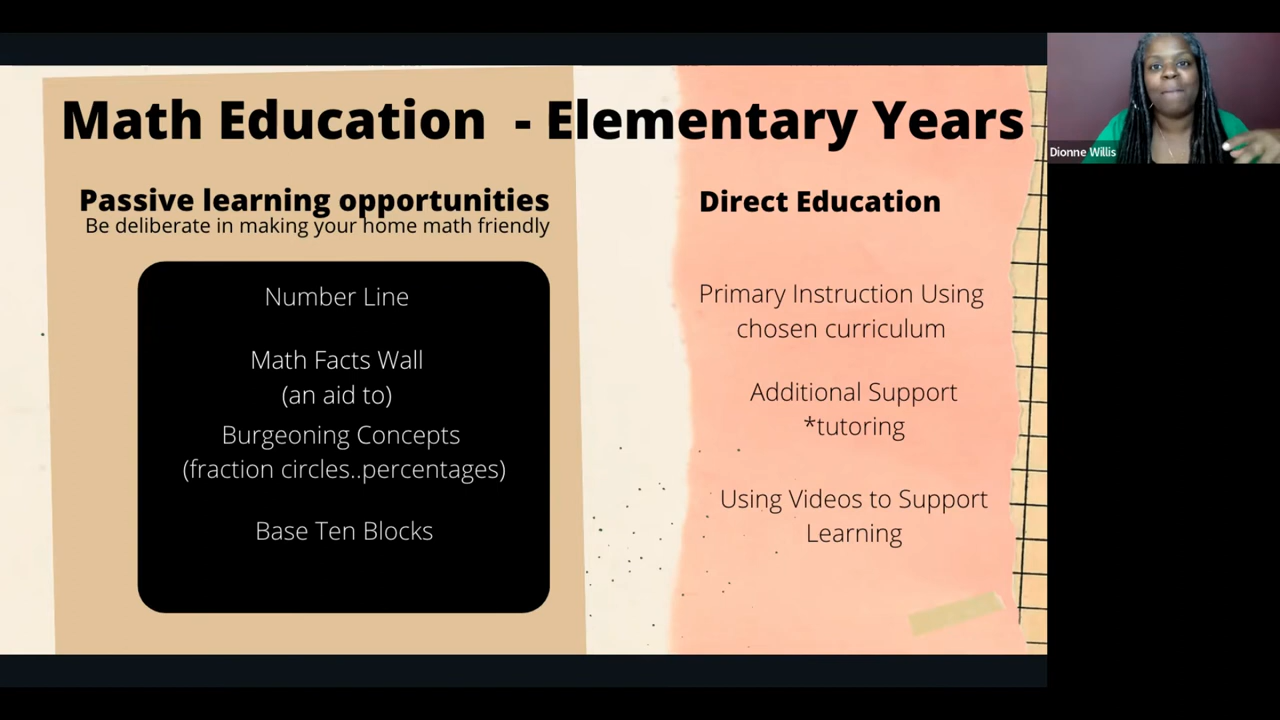 Math Education - Elementary Years
Passive learning opportunities
Be deliberate in making your home math friendly
Number Line
Math Facts Wall
(an aid to)
Burgeoning Concepts
(fraction circles..percentages)
Base Ten Blocks
Direct Education
Primary Instruction Using
chosen curriculum
Additional Support
*tutoring
Using Videos to Support
Learning
Dionne Willis